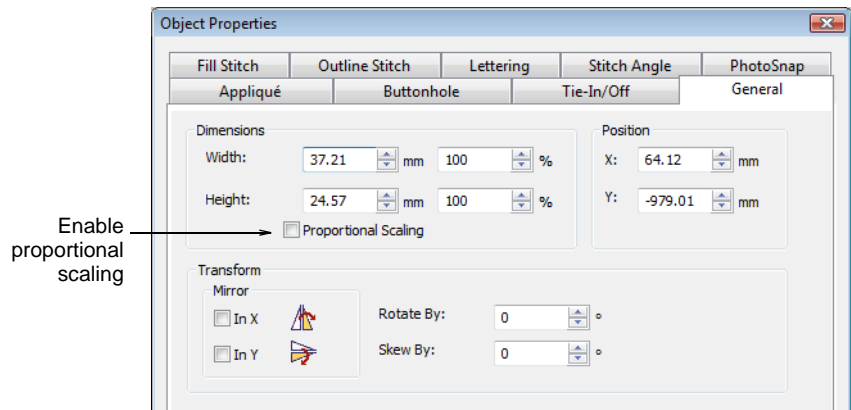 Object Properties
Fill Stitch Outline Stitch Lettering Stitch Angle PhotoSnap
Appliqué Buttonhole Tie-In/Off General
Dimensions Position
Width: 37.21 mm 100 % X: 64.12 mm
Height: 24.57 mm 100 % Y: -979.01 mm
Enable
proportional
scaling
Proportional Scaling
Transform
Mirror
In X Rotate By: 0 °
In Y Skew By: 0 °